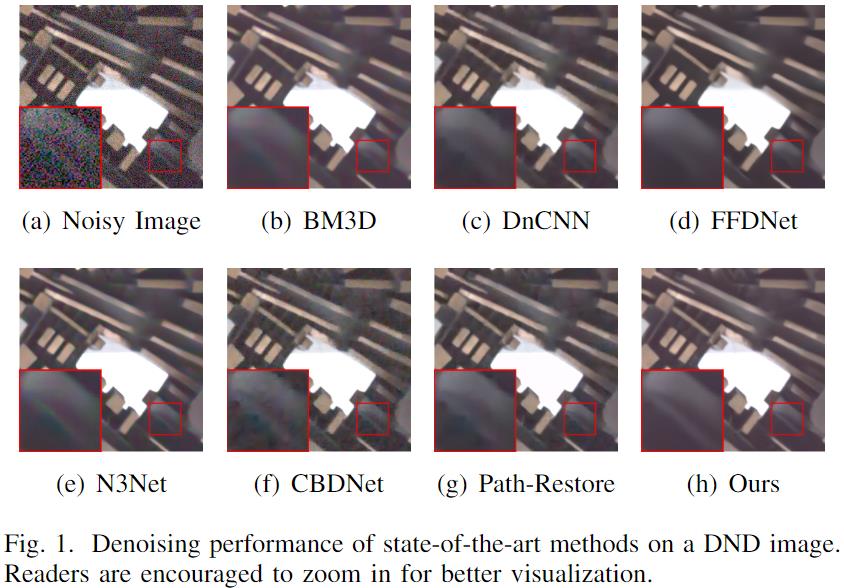 (a) Noisy Image (b) BM3D (c) DnCNN (d) FFDNet
(e) N3Net (f) CBDNet (g) Path-Restore (h) Ours
Fig. 1. Denoising performance of state-of-the-art methods on a DND image.
Readers are encouraged to zoom in for better visualization.